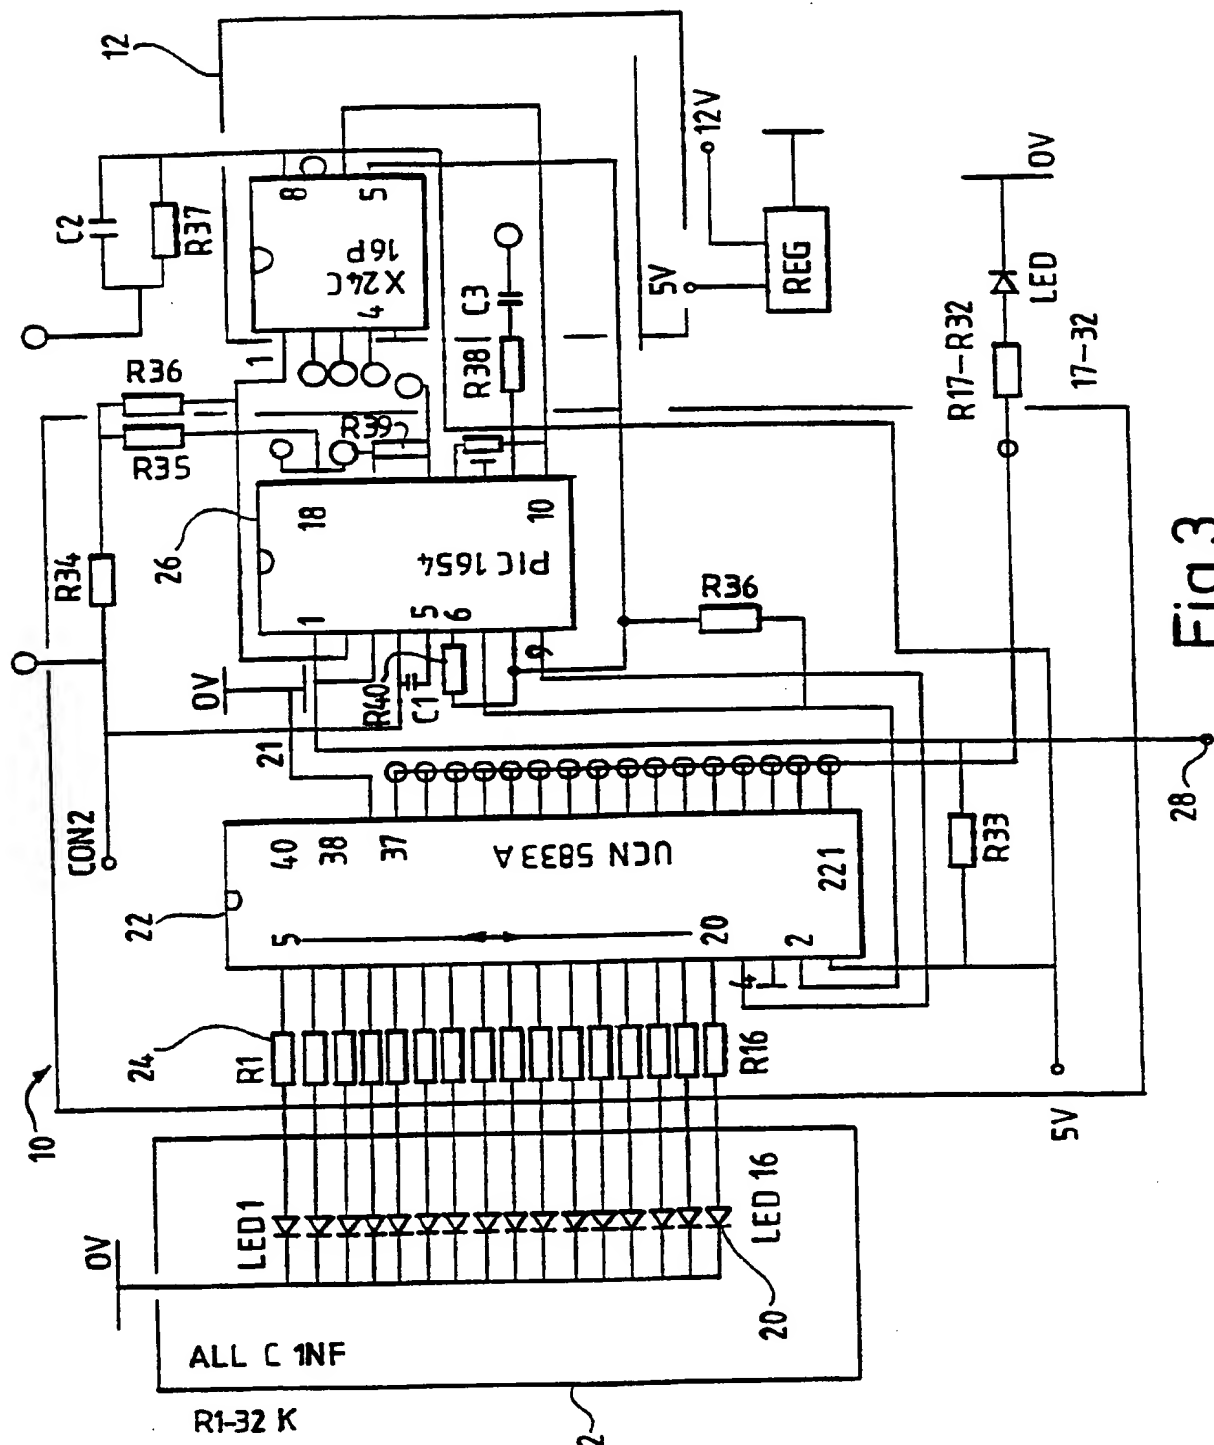 12
C2
R37
8
5
X24C
16P
4
1
12V
5V
REG
0V
LED
R17-R32
17-32
R36
R35
R39
R38
C3
R34
26
18
10
PIC 1654
1
5
6
9
R36
0V
21
R40
C1
CON2
22
40
38
37
UCN 5833A
221
5
20
4
2
R33
28
24
R1
R16
10
5V
0V
LED1
LED 16
20
ALL C 1NF
R1-32 K
2
Fig.3